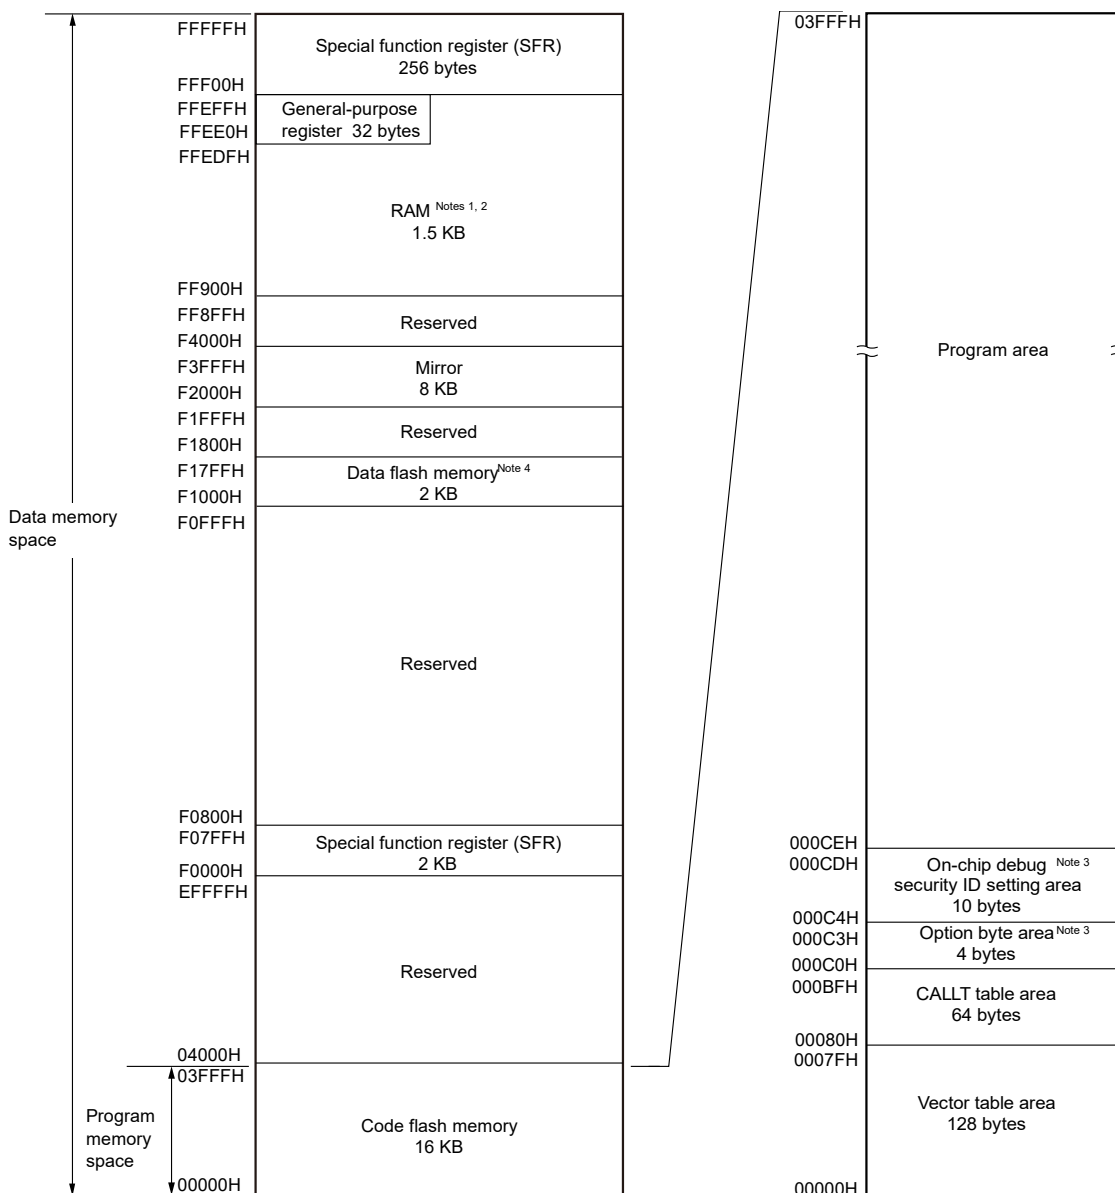 FFFFFH
Special function register (SFR)
256 bytes
FFF00H
FFEFFH
General-purpose
register 32 bytes
FFEE0H
FFEDFH
RAM Notes 1, 2
1.5 KB
FF900H
FF8FFH
Reserved
F4000H
F3FFFH
Mirror
8 KB
F2000H
F1FFFH
Reserved
F1800H
F17FFH
Data flash memory Note 4
2 KB
F1000H
F0FFFH
Data memory
space
Reserved
F0800H
F07FFH
Special function register (SFR)
2 KB
F0000H
EFFFFH
Reserved
04000H
03FFFH
Program
memory
space
Code flash memory
16 KB
00000H
03FFFH
Program area
000CEH
000CDH
On-chip debug Note 3
security ID setting area
10 bytes
000C4H
000C3H
Option byte area Note 3
4 bytes
000C0H
000BFH
CALLT table area
64 bytes
00080H
0007FH
Vector table area
128 bytes
00000H